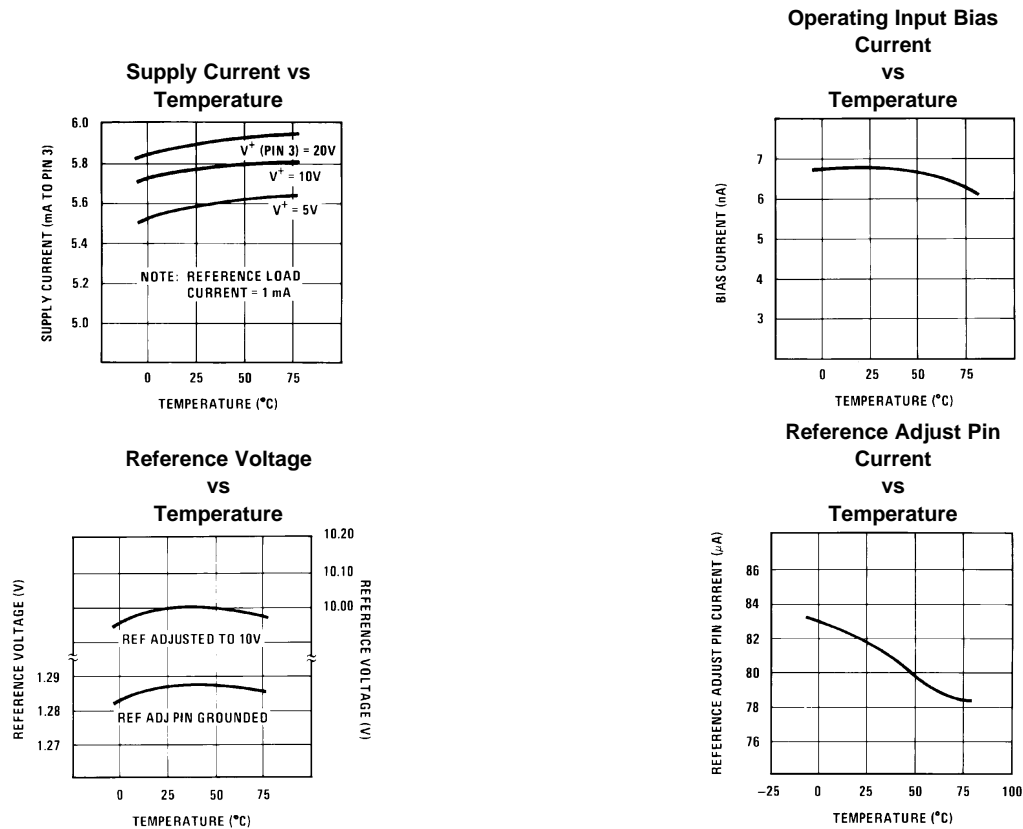 Supply Current vs
Temperature
6.0
5.8
5.6
5.4
5.2
5.0
SUPPLY CURRENT (mA TO PIN 3)
V+ (PIN 3) = 20V
V+ = 10V
V+ = 5V
NOTE: REFERENCE LOAD
CURRENT = 1 mA
0 25 50 75
TEMPERATURE (°C)
Operating Input Bias
Current
vs
Temperature
7
6
5
4
3
BIAS CURRENT (nA)
0 25 50 75
TEMPERATURE (°C)
Reference Voltage
vs
Temperature
10.20
10.10
10.00
REFERENCE VOLTAGE (V)
REF ADJUSTED TO 10V
1.29
1.28
1.27
REFERENCE VOLTAGE (V)
REF ADJ PIN GROUNDED
0 25 50 75
TEMPERATURE (°C)
Reference Adjust Pin
Current
vs
Temperature
86
84
82
80
78
76
REFERENCE ADJUST PIN CURRENT (μA)
−25 0 25 50 75 100
TEMPERATURE (°C)